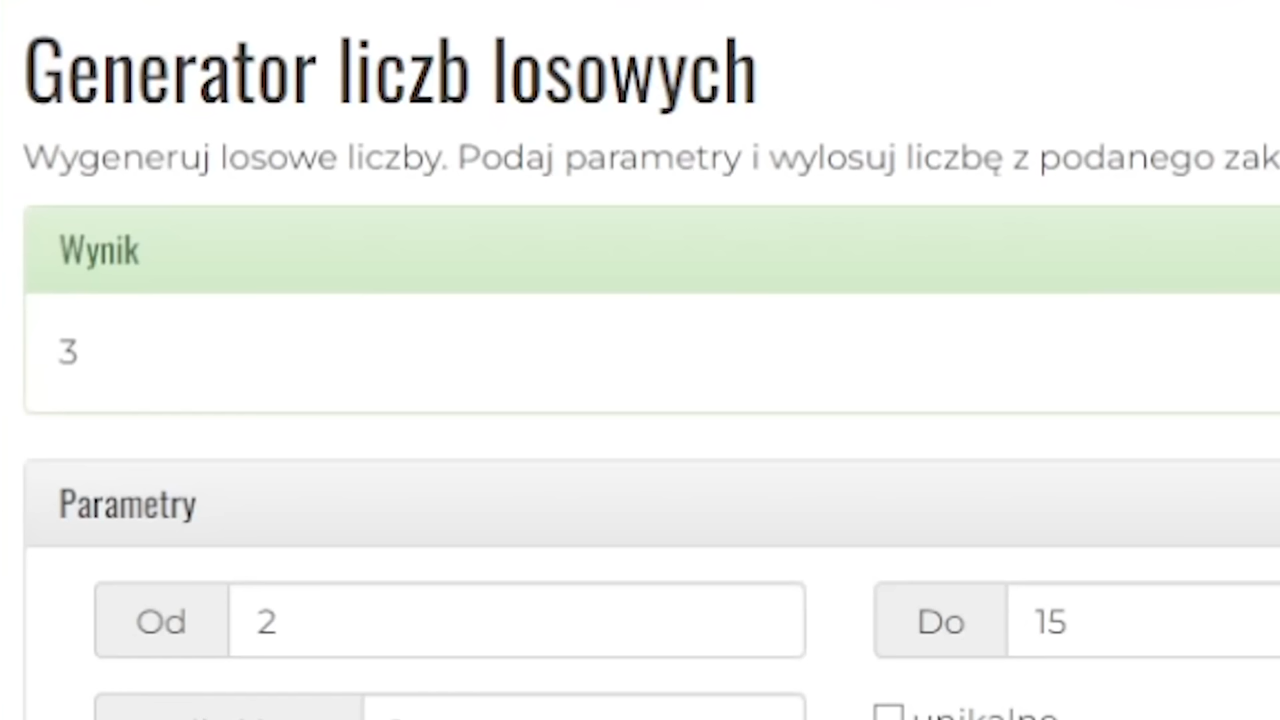 Generator liczb losowych
Wygeneruj losowe liczby. Podaj parametry i wylosuj liczbę z podanego zak
Wynik
3
Parametry
Od 2 Do 15
unikalne